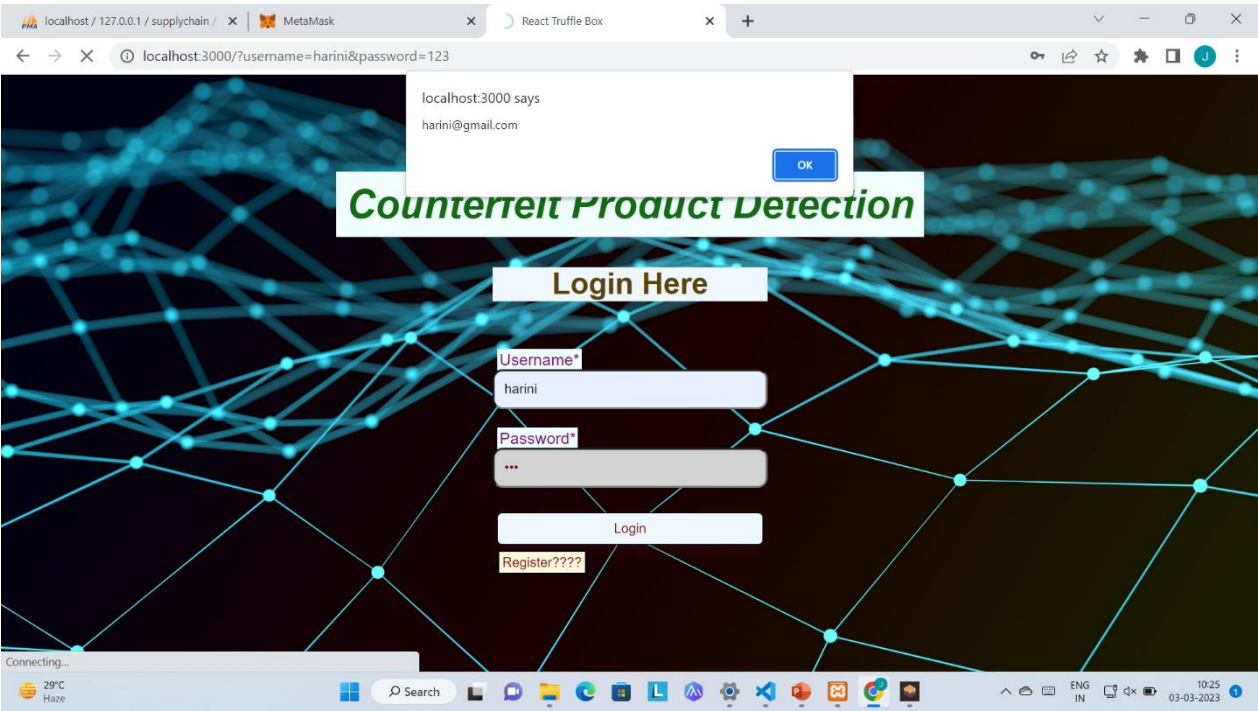 localhost / 127.0.0.1 / supplychain /
MetaMask
React Truffle Box
localhost:3000/?username=harini&password=123
J
localhost:3000 says
harini@gmail.com
OK
Counterfeit Product Detection
Login Here
Username*
harini
Password*
•••
Login
Register????
Connecting...
29°C
Haze
Search
ENG
IN
10:25
03-03-2023
1